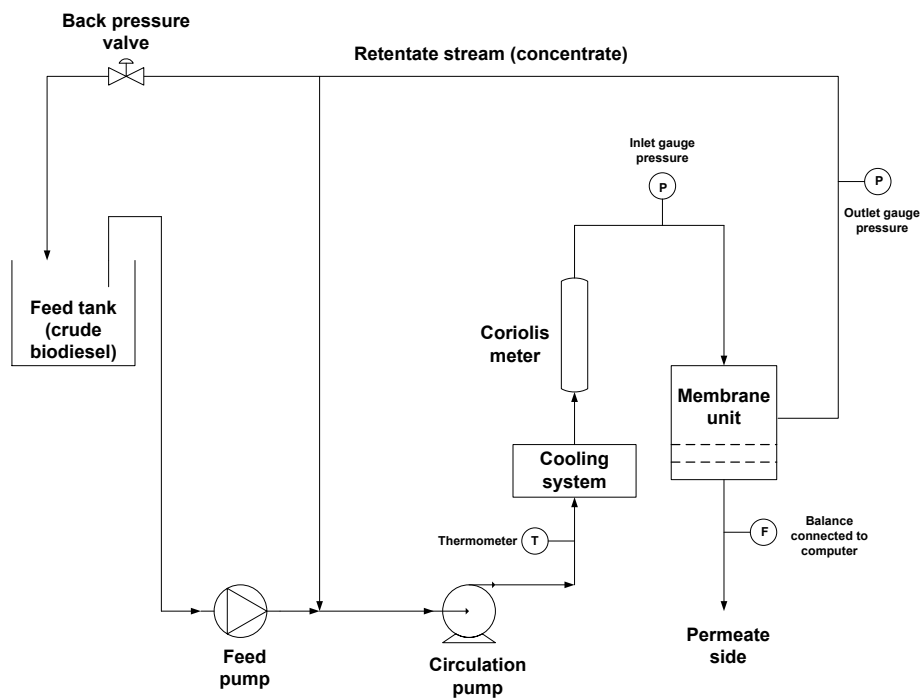 Back pressure
valve
Retentate stream (concentrate)
Inlet gauge
pressure
P
P
Outlet gauge
pressure
Feed tank
(crude
biodiesel)
Coriolis
meter
Membrane
unit
Cooling
system
Thermometer
T
F
Balance
connected to
computer
Feed
pump
Circulation
pump
Permeate
side